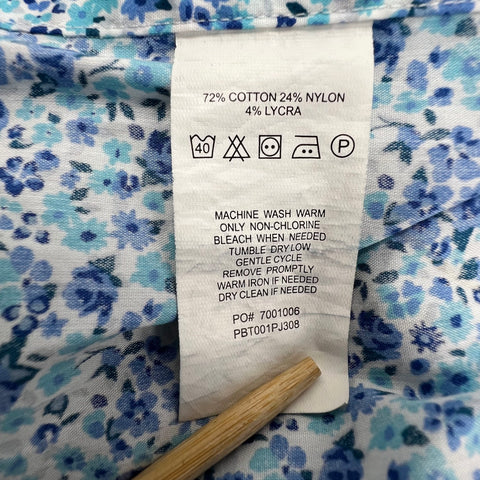 72% COTTON 24% NYLON
4% LYCRA
40 P
MACHINE WASH WARM
ONLY NON-CHLORINE
BLEACH WHEN NEEDED
TUMBLE DRY LOW
GENTLE CYCLE
REMOVE PROMPTLY
WARM IRON IF NEEDED
DRY CLEAN IF NEEDED
PO# 7001006
PBT001PJ308